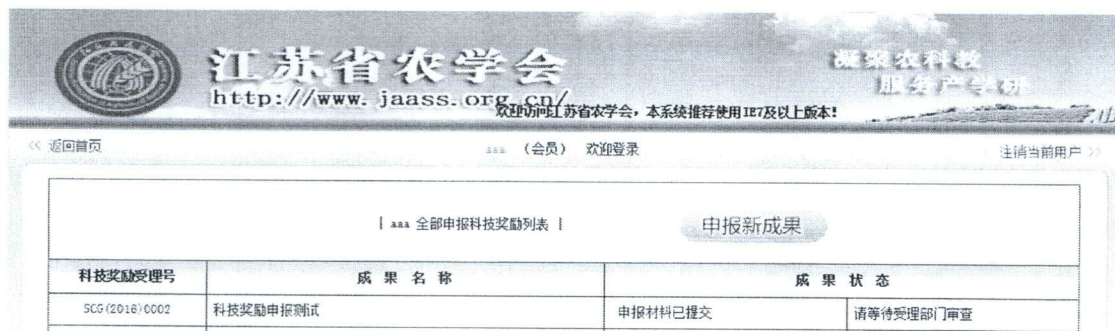 江苏省农学会
凝聚农科教
服务产学研
http://www.jaass.org.cn/
欢迎访问江苏省农学会，本系统推荐使用IE7及以上版本！
<< 返回首页
aaa （会员） 欢迎登录
注销当前用户 >>
| aaa 全部申报科技奖励列表 |
申报新成果
科技奖励受理号 成 果 名 称 成 果 状 态
SCG(2016)0002 科技奖励申报测试 申报材料已提交 请等待受理部门审查